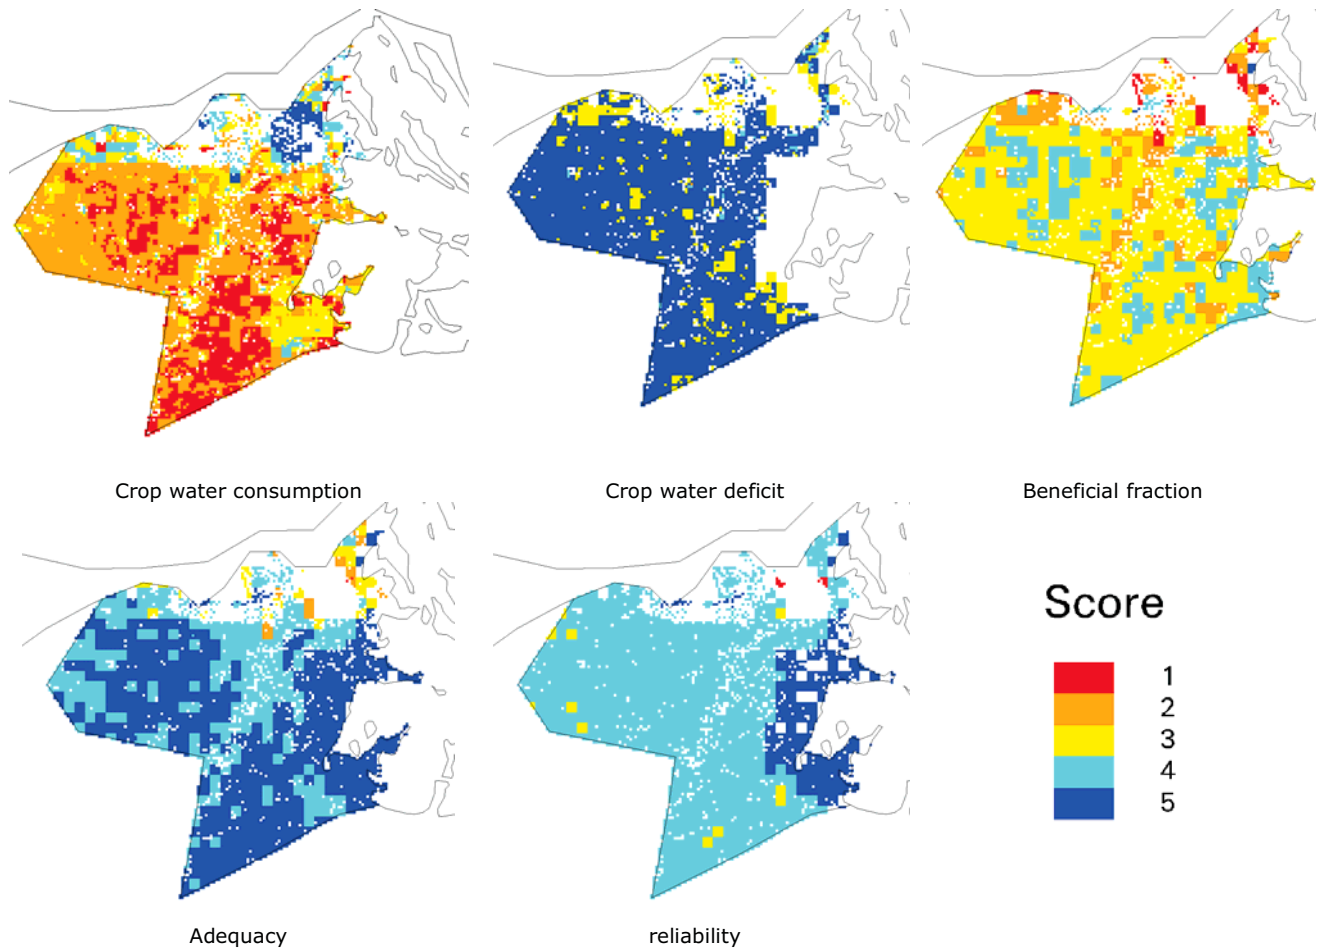 Crop water consumption
Crop water deficit
Beneficial fraction
Score
1
2
3
4
5
Adequacy
reliability